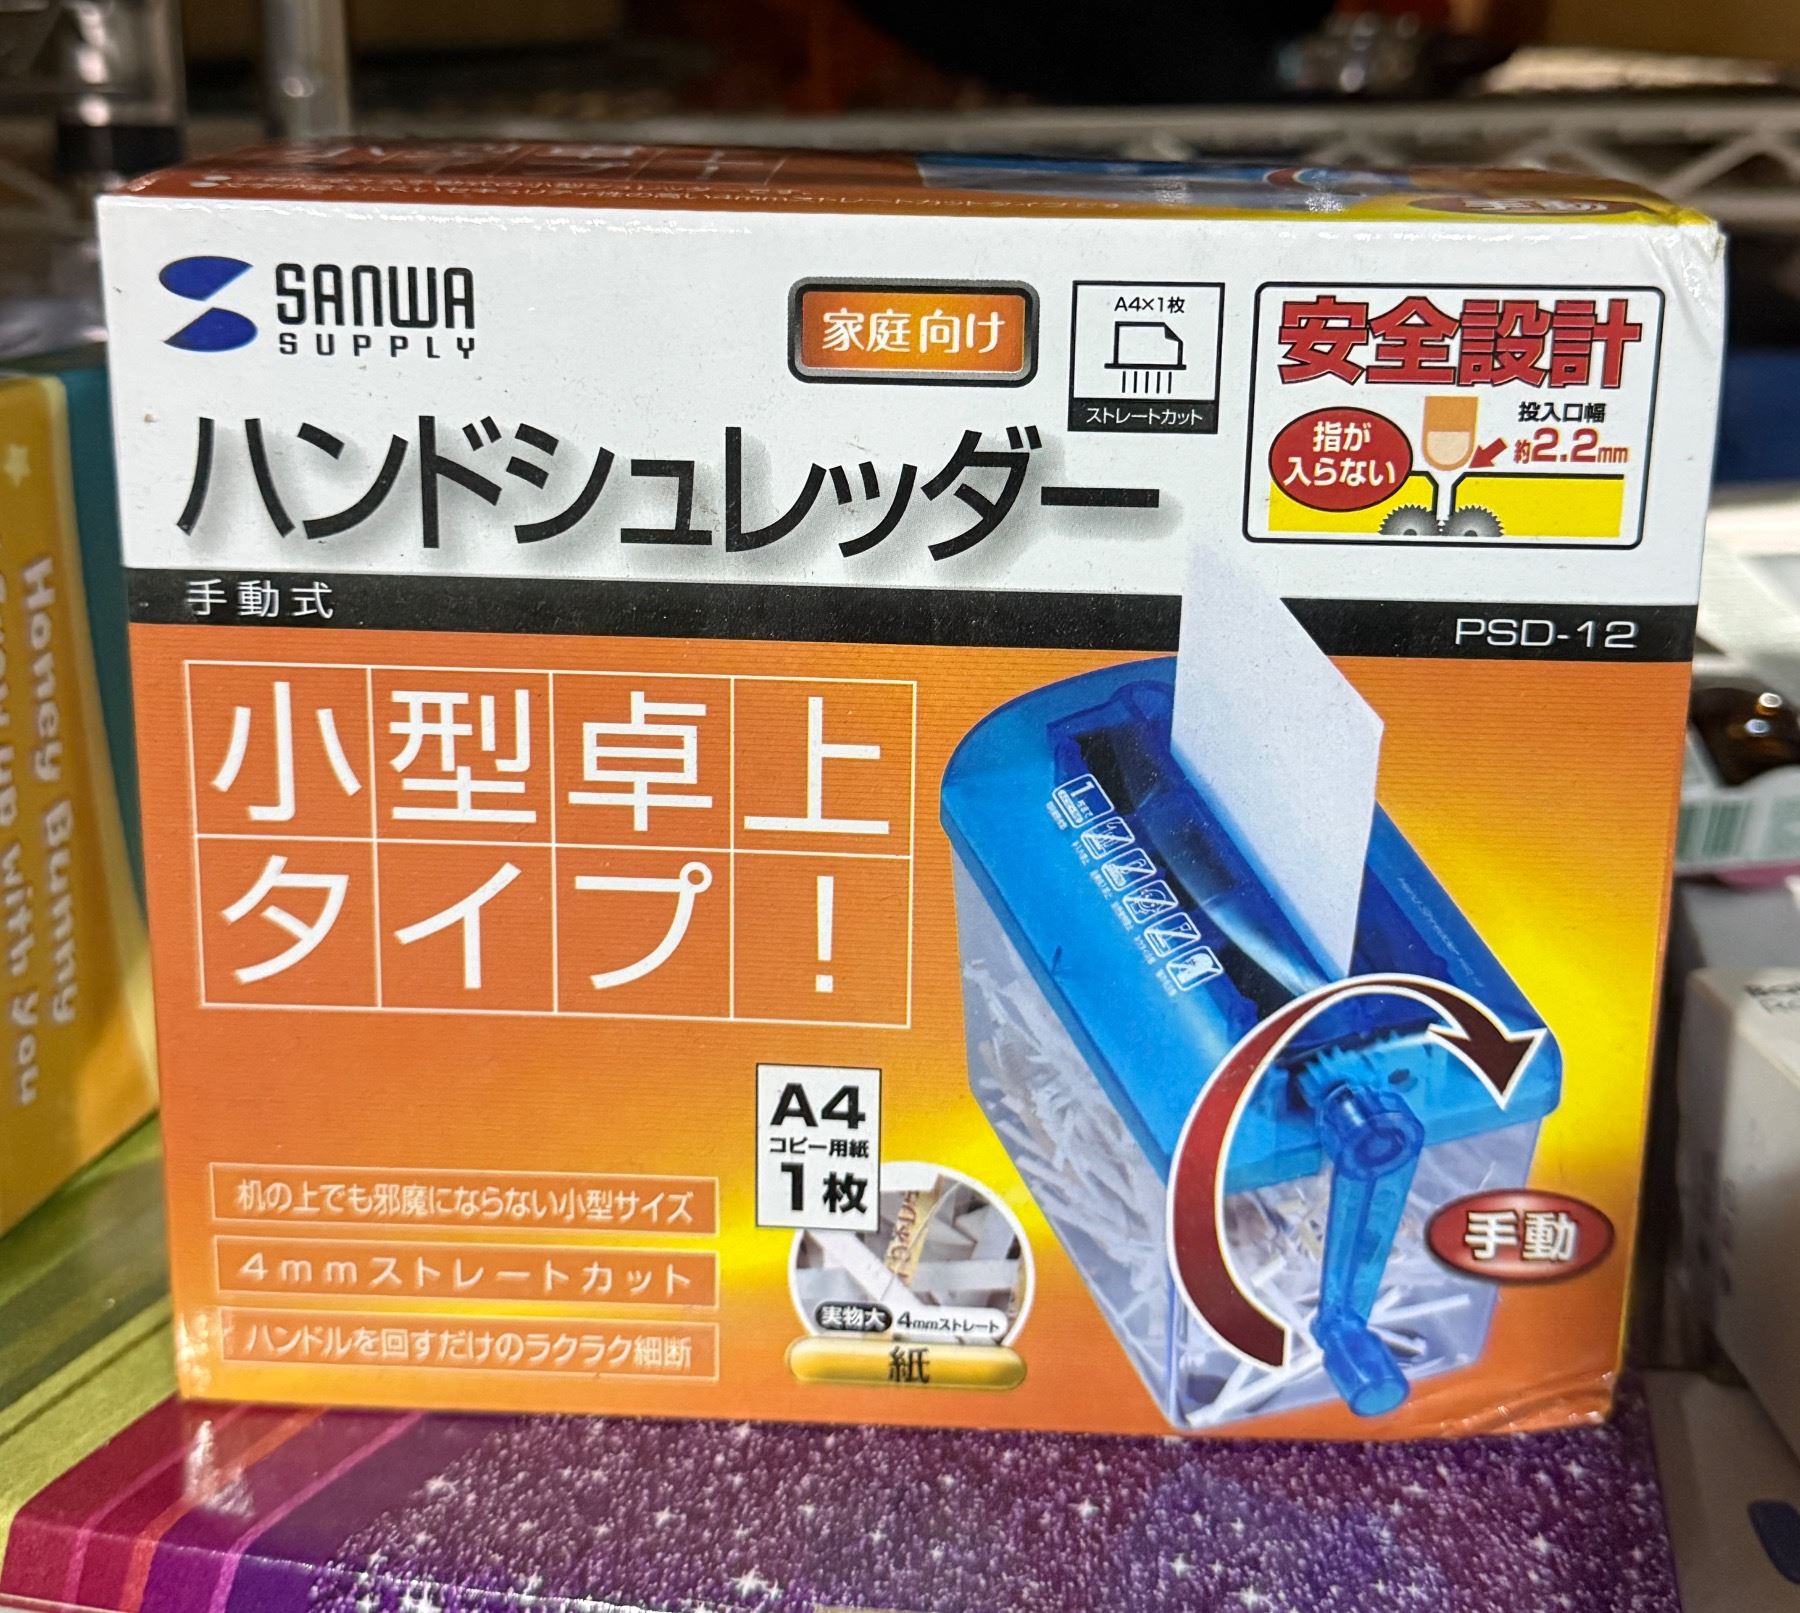 SANWA
SUPPLY
家庭向け
A4×1枚
ストレートカット
安全設計
指が
入らない
投入口幅
約2.2mm
ハンドシュレッダー
手動式
PSD-12
小型卓上
タイプ!
A4
コピー用紙
1枚
机の上でも邪魔にならない小型サイズ
4mmストレートカット
ハンドルを回すだけのラクラク細断
実物大
4mmストレート
紙
手動
手動
Honey Bunny
with you